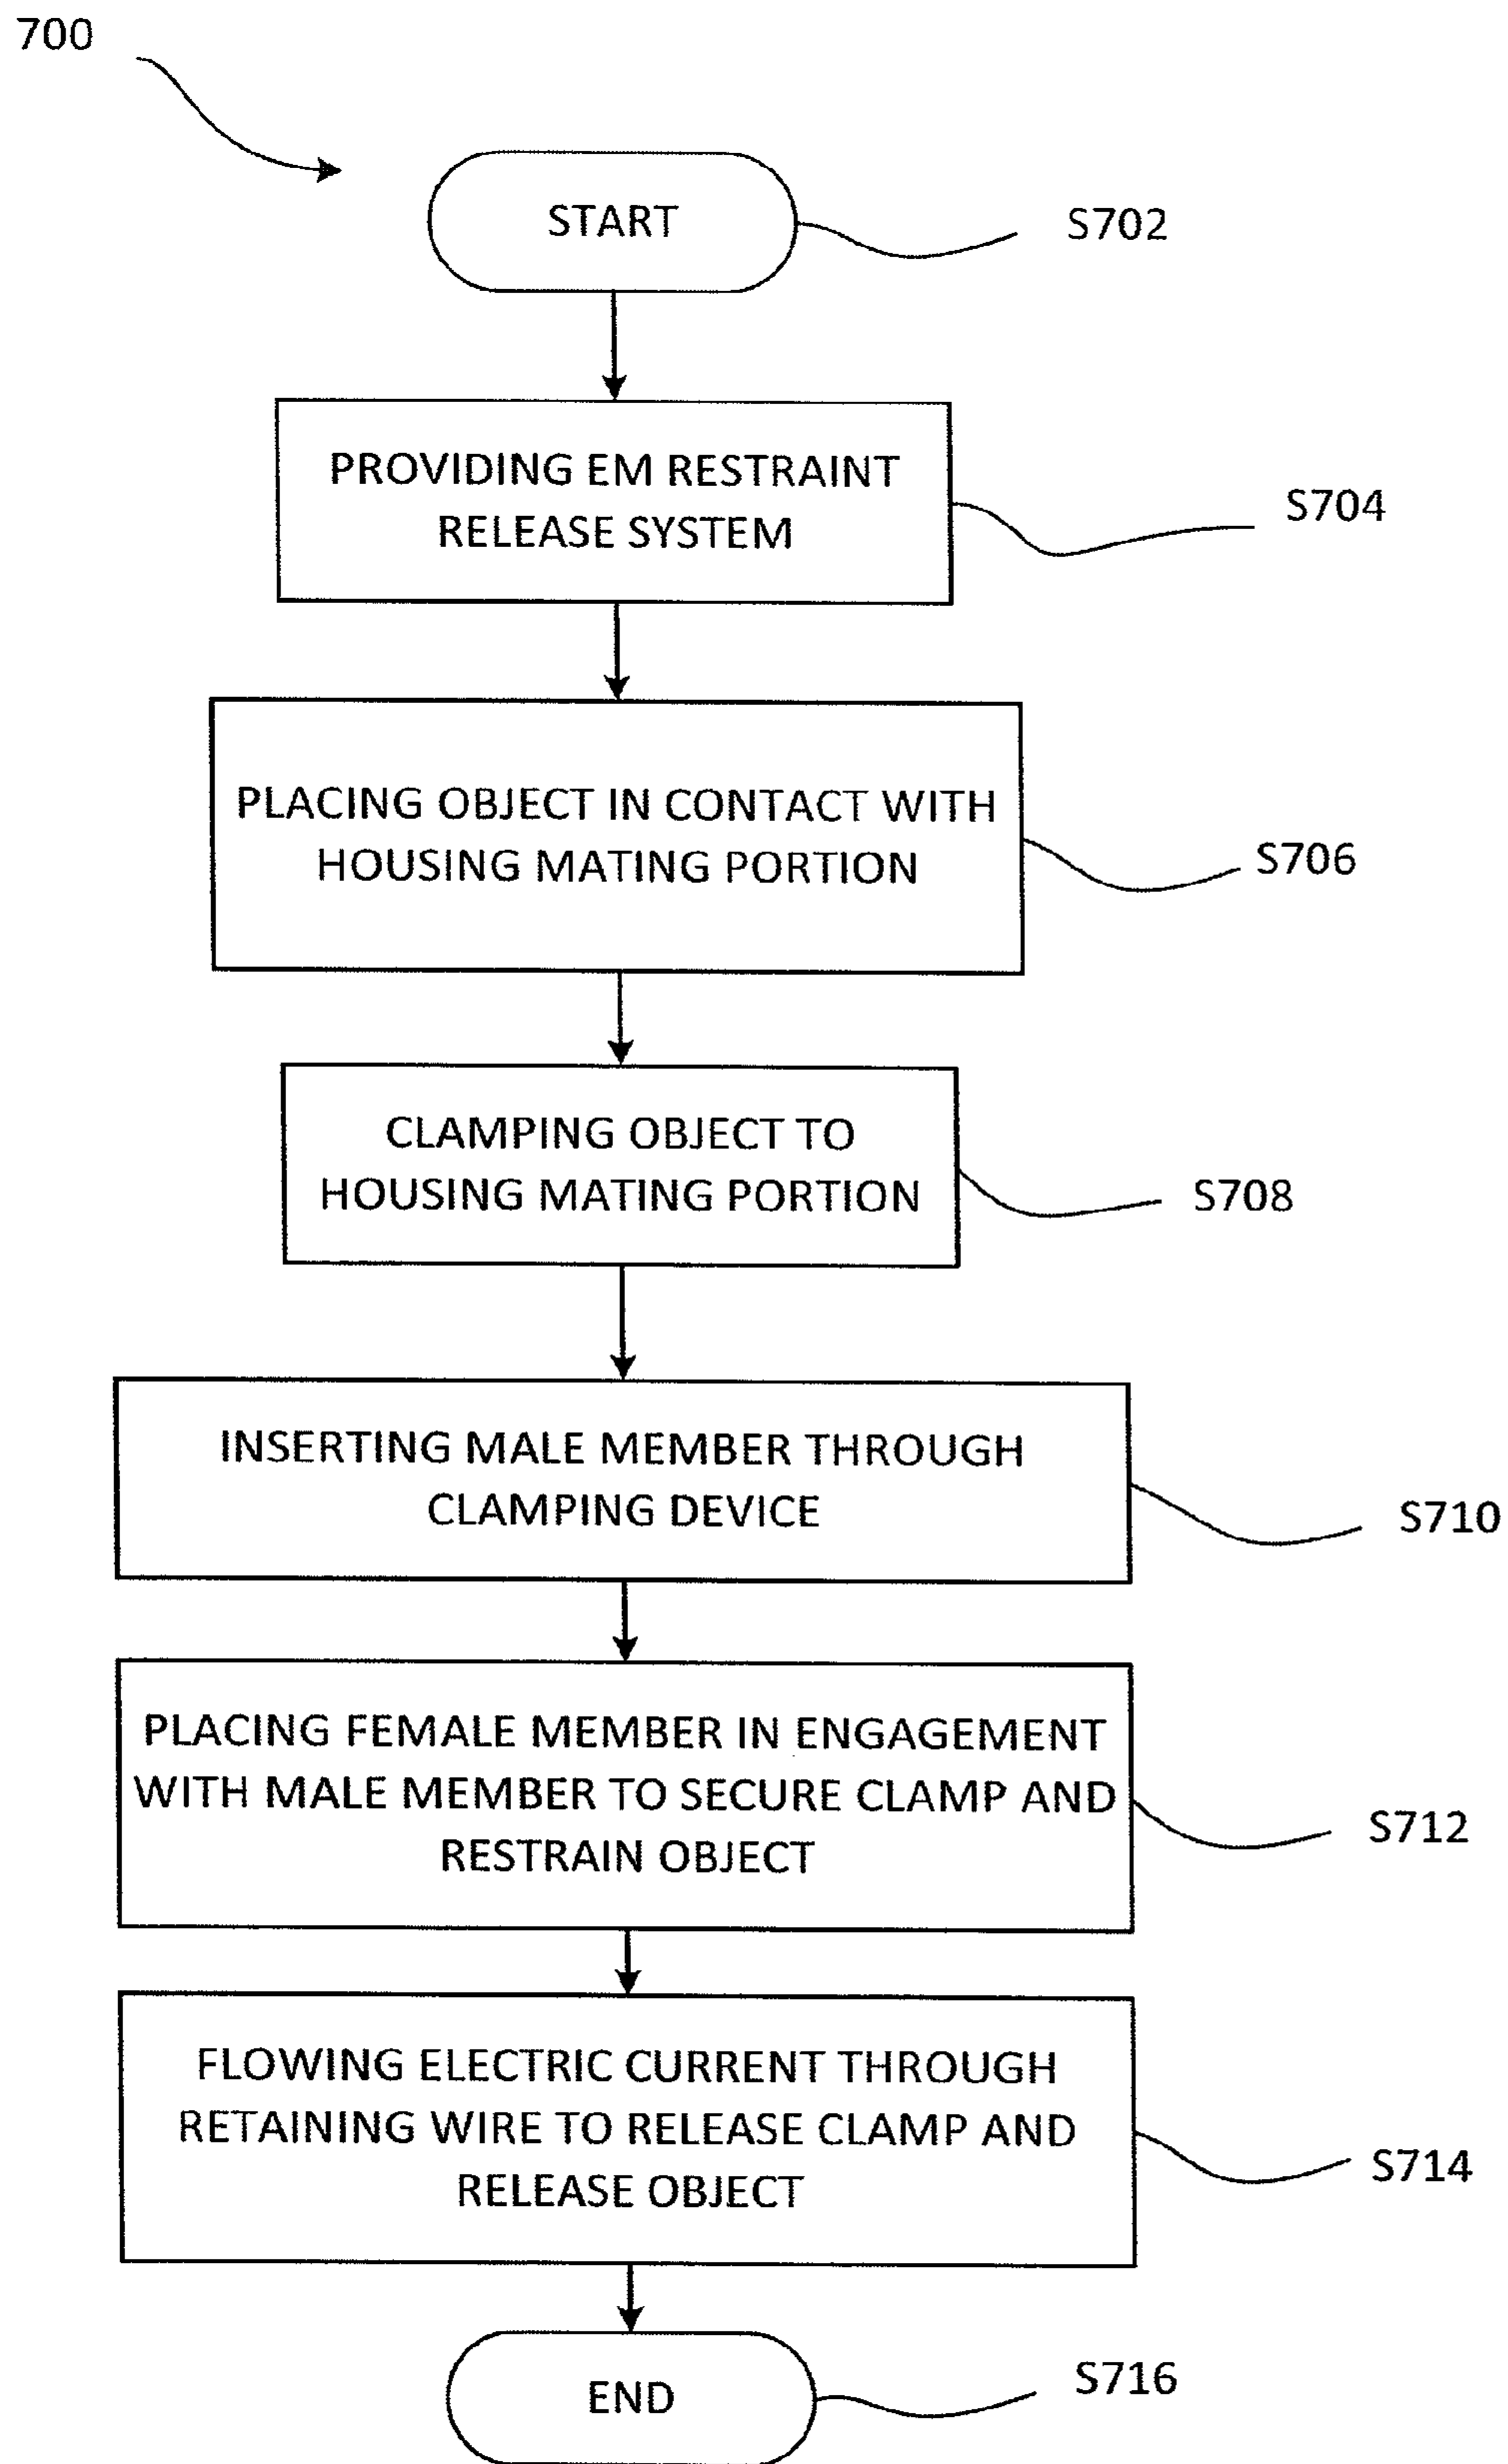 700
START
S702
PROVIDING EM RESTRAINT
RELEASE SYSTEM
S704
PLACING OBJECT IN CONTACT WITH
HOUSING MATING PORTION
S706
CLAMPING OBJECT TO
HOUSING MATING PORTION
S708
INSERTING MALE MEMBER THROUGH
CLAMPING DEVICE
S710
PLACING FEMALE MEMBER IN ENGAGEMENT
WITH MALE MEMBER TO SECURE CLAMP AND
RESTRAIN OBJECT
S712
FLOWING ELECTRIC CURRENT THROUGH
RETAINING WIRE TO RELEASE CLAMP AND
RELEASE OBJECT
S714
END
S716